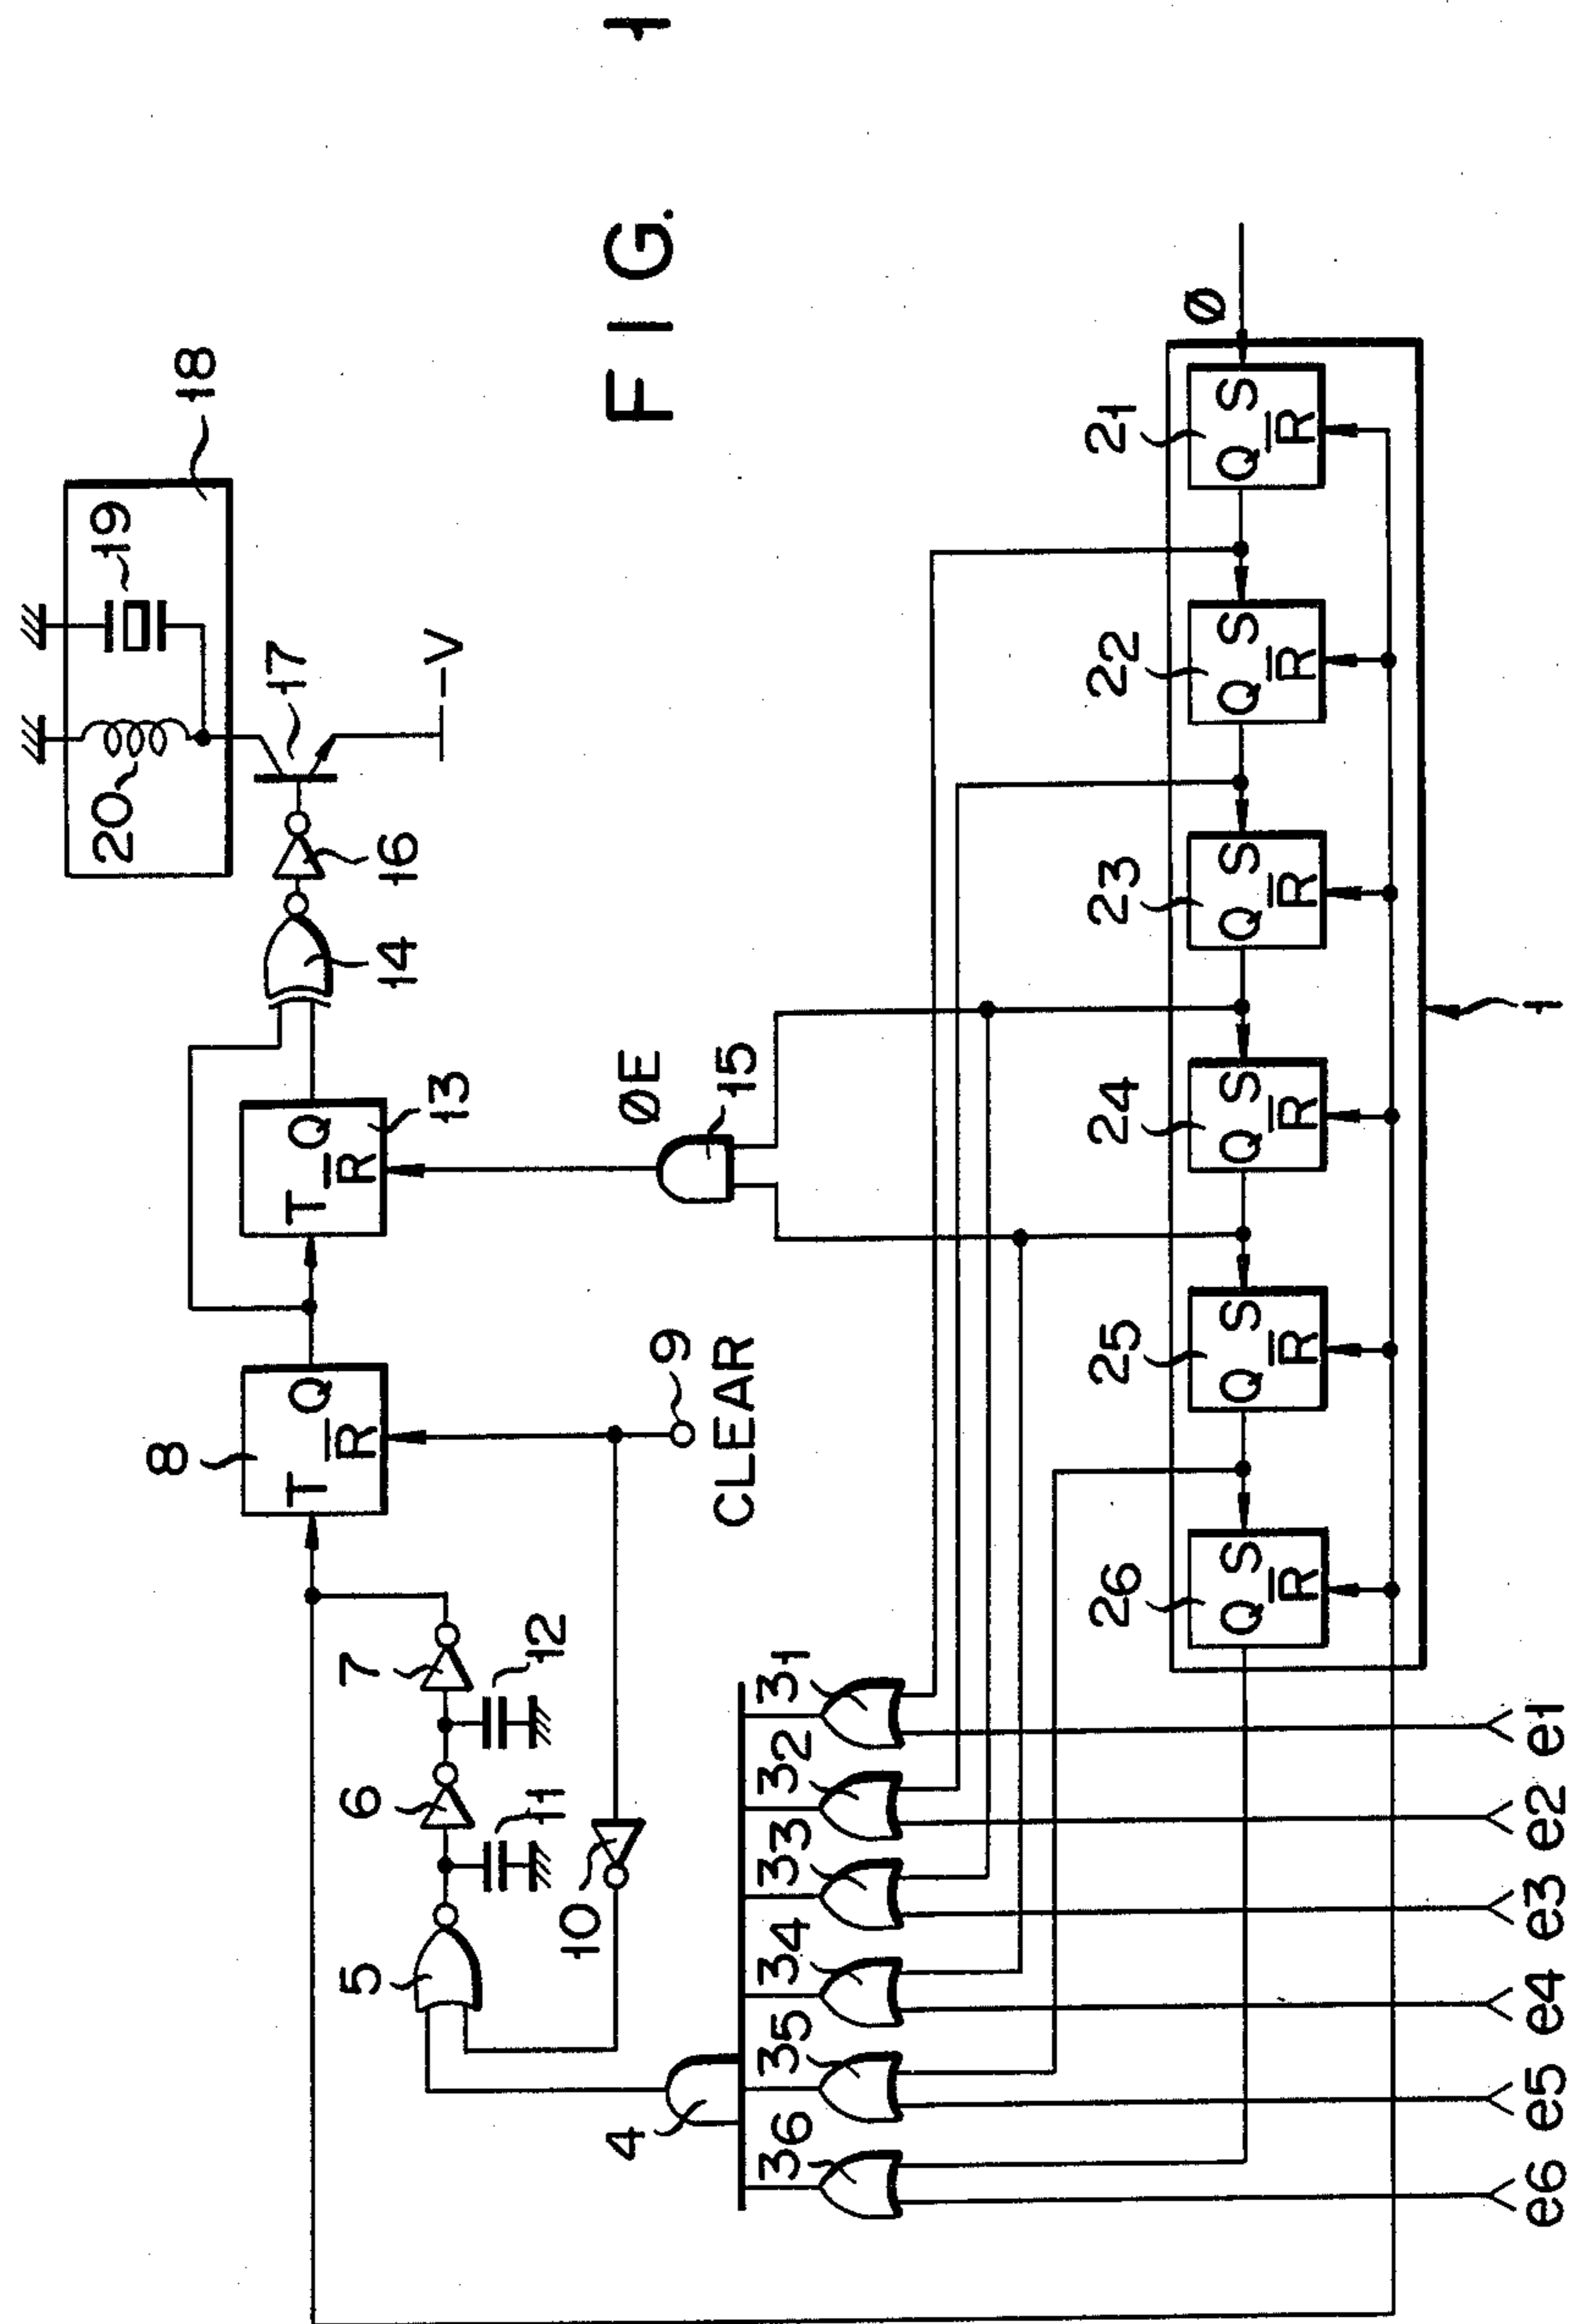 FIG. 1
8
T Q
R̅
13
T Q
R̅
14
16
17
20
19
18
-V
7
6
5
12
11
10
9
CLEAR
ØE
15
4
36
35
34
33
32
31
26
Q S
R̅
25
Q S
R̅
24
Q S
R̅
23
Q S
R̅
22
Q S
R̅
21
Q S
R̅
Ø
1
e6 e5 e4 e3 e2 e1